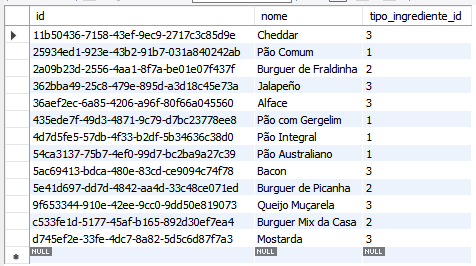 id nome tipo_ingrediente_id
11b50436-7158-43ef-9ec9-2717c3c85d9e Cheddar 3
25934ed1-923e-43b2-91b7-031a840242ab Pão Comum 1
2a09b23d-2556-4aa1-8f7a-be01e07f437f Burguer de Fraldinha 2
362bba49-25c8-479e-895d-a3d18c45e73a Jalapeño 3
36aef2ec-6a85-4206-a96f-80f66a045560 Alface 3
435ede7f-49d3-4871-9c79-d7bc23778ee8 Pão com Gergelim 1
4d7d5fe5-57db-4f33-b2df-5b34636c38d0 Pão Integral 1
54ca3137-75b7-4ef0-99d7-bc2ba9a27c39 Pão Australiano 1
5ac69413-bdca-480e-83cd-ce9094c74f78 Bacon 3
5e41d697-dd7d-4842-aa4d-33c48ce071ed Burguer de Picanha 2
9f653344-910e-42ee-9cc0-9dd50e819073 Queijo Muçarela 3
c533fe1d-5177-45af-b165-892d30ef7ea4 Burguer Mix da Casa 2
d745ef2e-33fe-4dc7-8a82-5d5c6d87f7a3 Mostarda 3
NULL NULL NULL